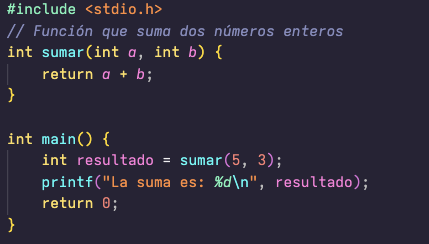 #include <stdio.h>
// Función que suma dos números enteros
int sumar(int a, int b) {
    return a + b;
}

int main() {
    int resultado = sumar(5, 3);
    printf("La suma es: %d\n", resultado);
    return 0;
}